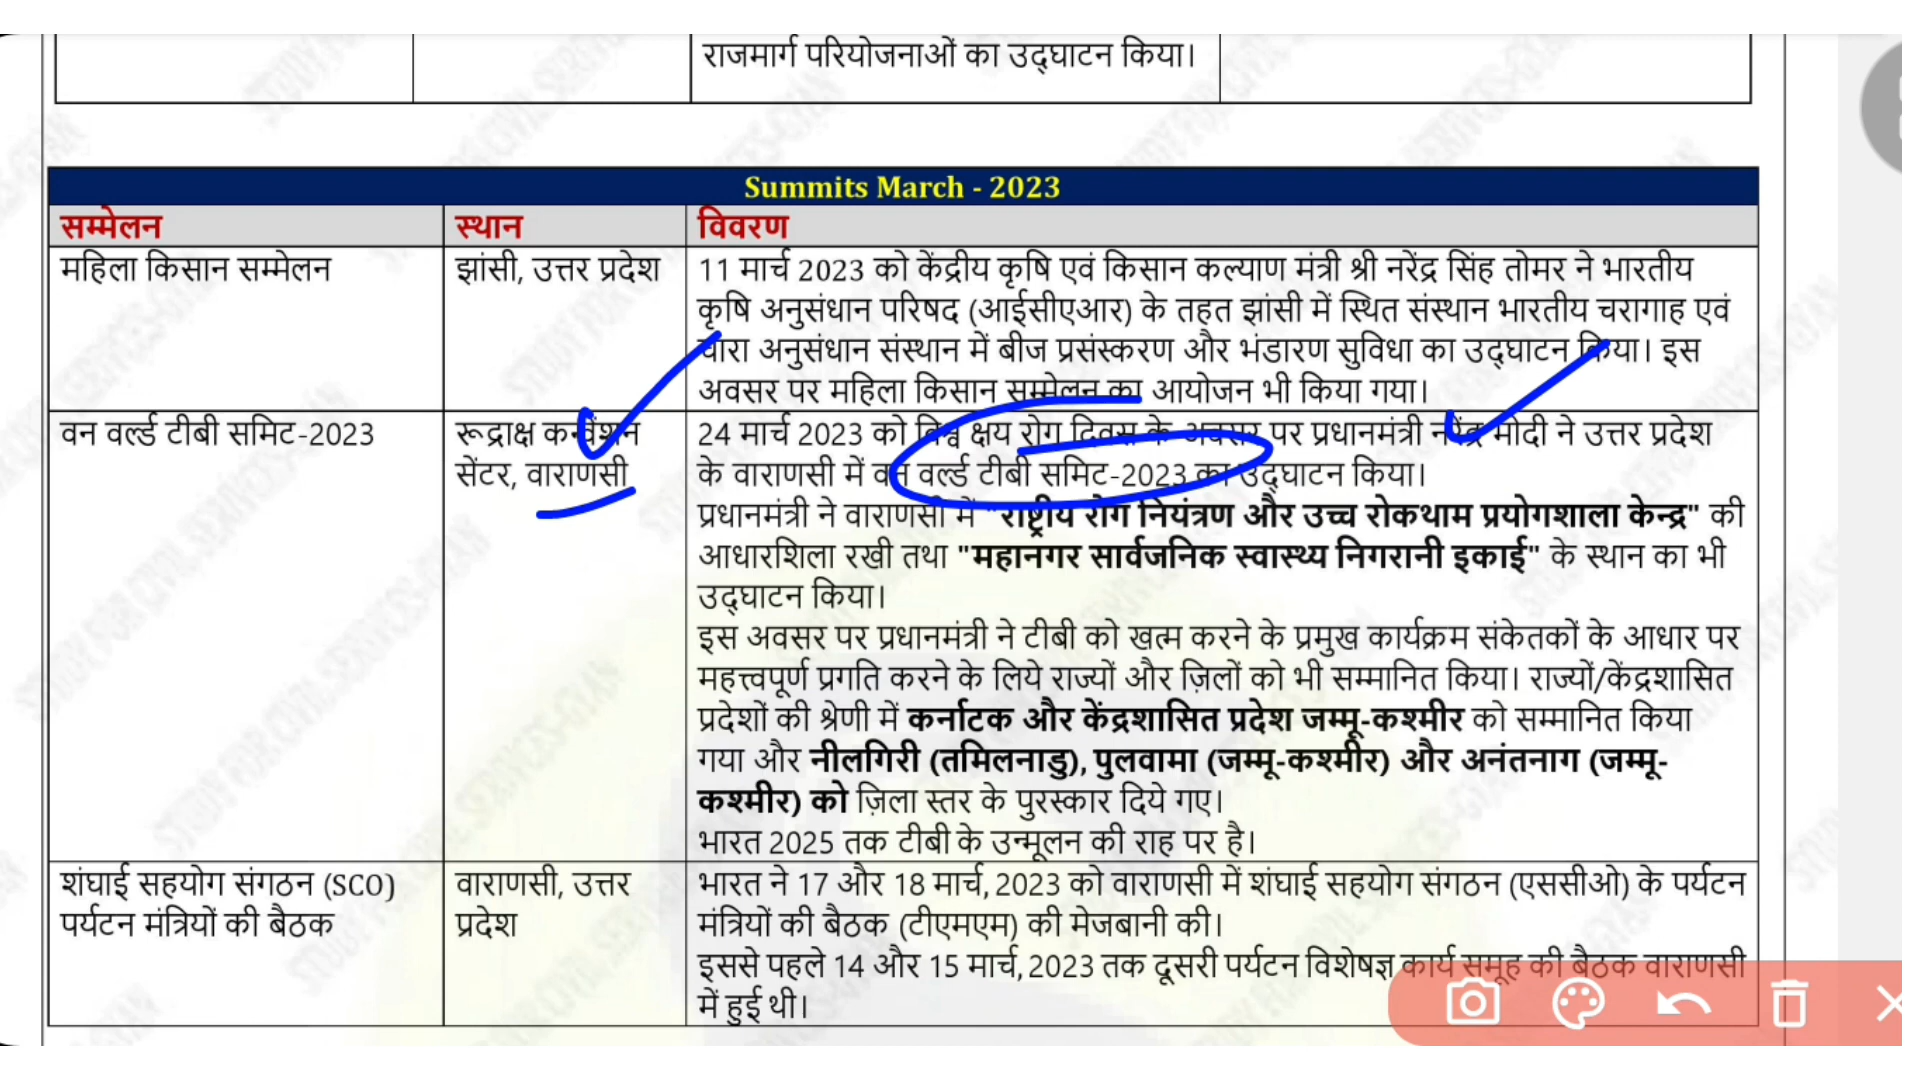 राजमार्ग परियोजनाओं का उद्घाटन किया।
Summits March - 2023
सम्मेलन स्थान विवरण
महिला किसान सम्मेलन झांसी, उत्तर प्रदेश 11 मार्च 2023 को केंद्रीय कृषि एवं किसान कल्याण मंत्री श्री नरेंद्र सिंह तोमर ने भारतीय
कृषि अनुसंधान परिषद (आईसीएआर) के तहत झांसी में स्थित संस्थान भारतीय चरागाह एवं
चारा अनुसंधान संस्थान में बीज प्रसंस्करण और भंडारण सुविधा का उद्घाटन किया। इस
अवसर पर महिला किसान सम्मेलन का आयोजन भी किया गया।
वन वर्ल्ड टीबी समिट-2023 रूद्राक्ष कन्वेंशन 24 मार्च 2023 को विश्व क्षय रोग दिवस के अवसर पर प्रधानमंत्री नरेंद्र मोदी ने उत्तर प्रदेश
सेंटर, वाराणसी के वाराणसी में वन वर्ल्ड टीबी समिट-2023 का उद्घाटन किया।
प्रधानमंत्री ने वाराणसी में "राष्ट्रीय रोग नियंत्रण और उच्च रोकथाम प्रयोगशाला केन्द्र" की
आधारशिला रखी तथा "महानगर सार्वजनिक स्वास्थ्य निगरानी इकाई" के स्थान का भी
उद्घाटन किया।
इस अवसर पर प्रधानमंत्री ने टीबी को खत्म करने के प्रमुख कार्यक्रम संकेतकों के आधार पर
महत्त्वपूर्ण प्रगति करने के लिये राज्यों और ज़िलों को भी सम्मानित किया। राज्यों/केंद्रशासित
प्रदेशों की श्रेणी में कर्नाटक और केंद्रशासित प्रदेश जम्मू-कश्मीर को सम्मानित किया
गया और नीलगिरी (तमिलनाडु), पुलवामा (जम्मू-कश्मीर) और अनंतनाग (जम्मू-
कश्मीर) को ज़िला स्तर के पुरस्कार दिये गए।
भारत 2025 तक टीबी के उन्मूलन की राह पर है।
शंघाई सहयोग संगठन (SCO) वाराणसी, उत्तर भारत ने 17 और 18 मार्च, 2023 को वाराणसी में शंघाई सहयोग संगठन (एससीओ) के पर्यटन
पर्यटन मंत्रियों की बैठक प्रदेश मंत्रियों की बैठक (टीएमएम) की मेजबानी की।
इससे पहले 14 और 15 मार्च, 2023 तक दूसरी पर्यटन विशेषज्ञ कार्य समूह की बैठक वाराणसी
में हुई थी।